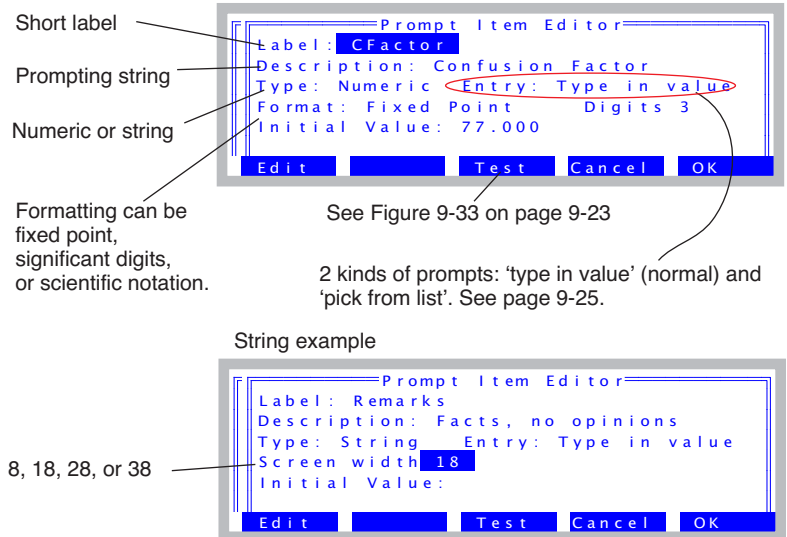 Short label
Prompting string
Numeric or string
Formatting can be
fixed point,
significant digits,
or scientific notation.
Prompt Item Editor
Label: CFactor
Description: Confusion Factor
Type: Numeric Entry: Type in value
Format: Fixed Point Digits 3
Initial Value: 77.000
Edit Test Cancel OK
See Figure 9-33 on page 9-23
2 kinds of prompts: ‘type in value’ (normal) and
‘pick from list’. See page 9-25.
String example
8, 18, 28, or 38
Prompt Item Editor
Label: Remarks
Description: Facts, no opinions
Type: String Entry: Type in value
Screen width 18
Initial Value:
Edit Test Cancel OK